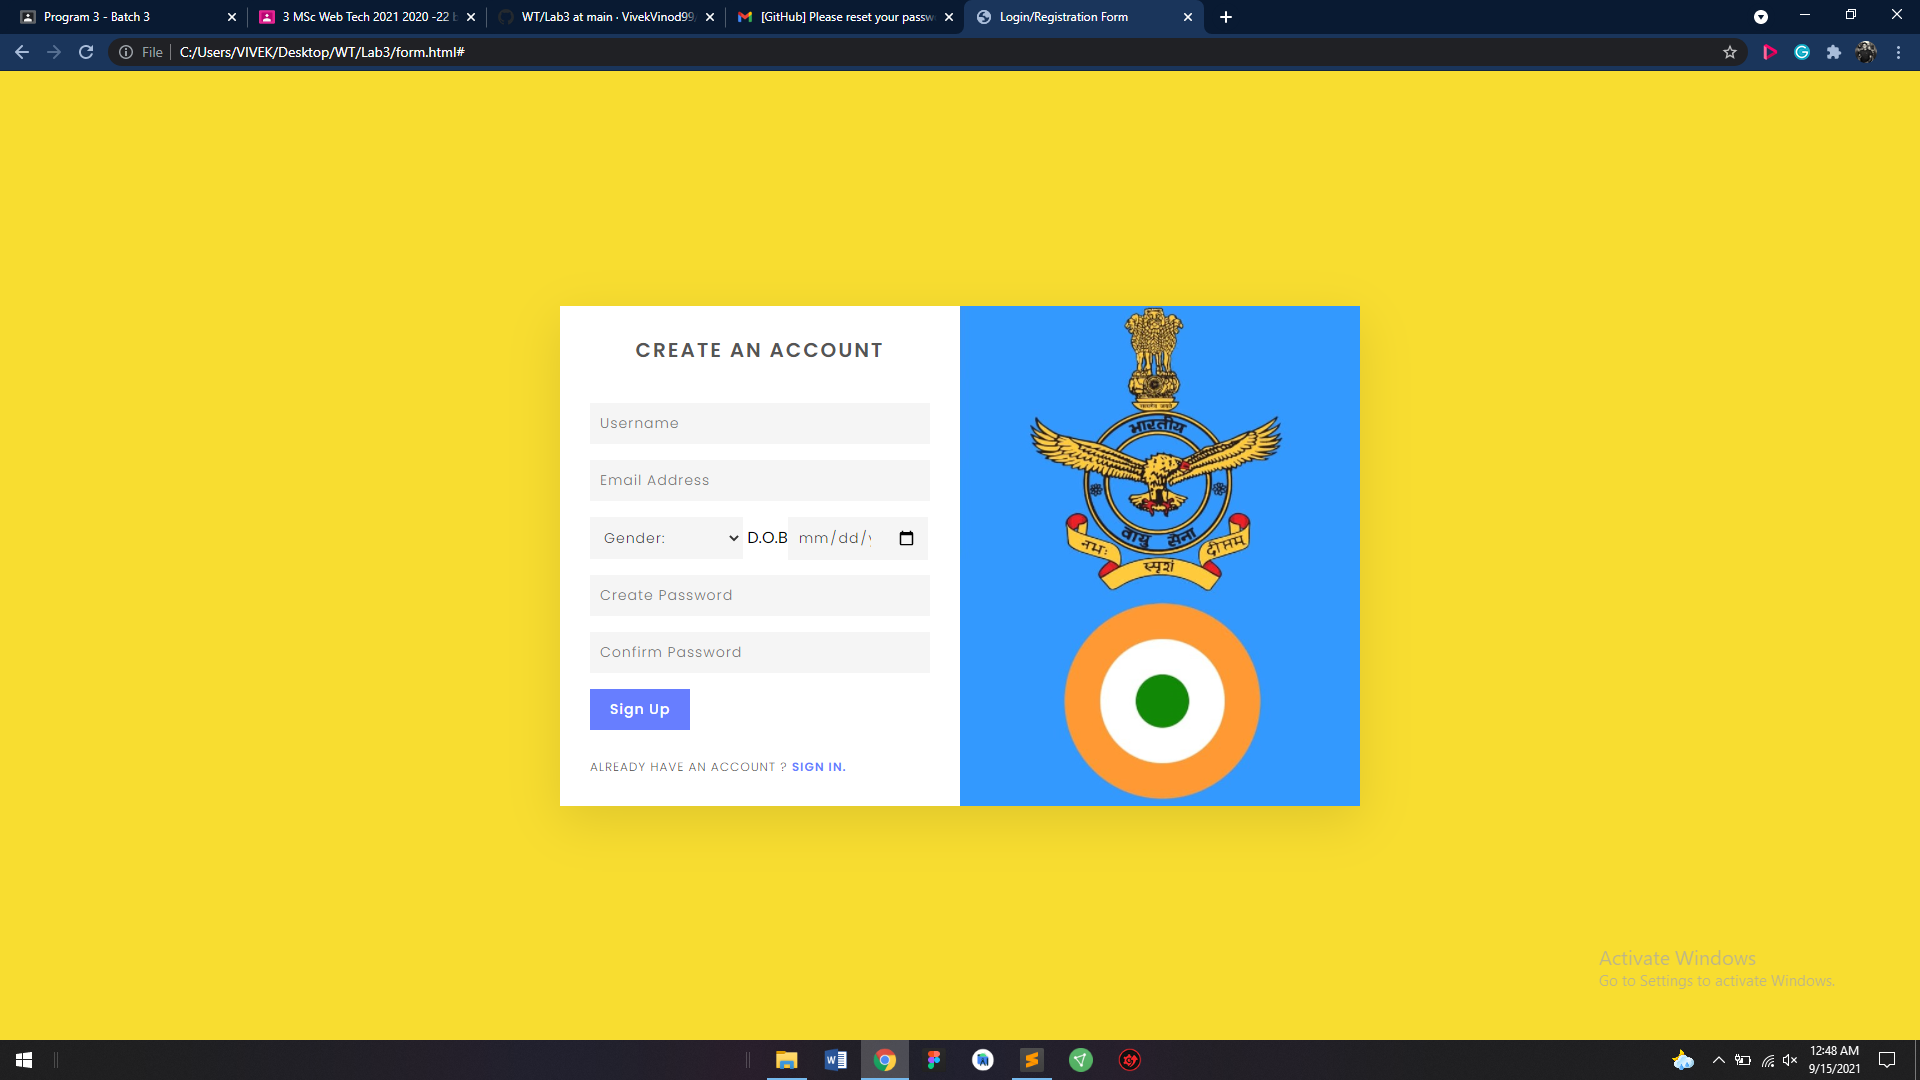 Program 3 - Batch 3
3 MSc Web Tech 2021 2020 -22 b
WT/Lab3 at main · VivekVinod99/
[GitHub] Please reset your passw
Login/Registration Form
File
C:/Users/VIVEK/Desktop/WT/Lab3/form.html#
CREATE AN ACCOUNT
Username
Email Address
Gender:
D.O.B
mm/dd/y
Create Password
Confirm Password
Sign Up
ALREADY HAVE AN ACCOUNT ? SIGN IN.
भारतीय
वायु सेना
नभः
स्पृशं
दीप्तम्
Activate Windows
Go to Settings to activate Windows.
12:48 AM
9/15/2021